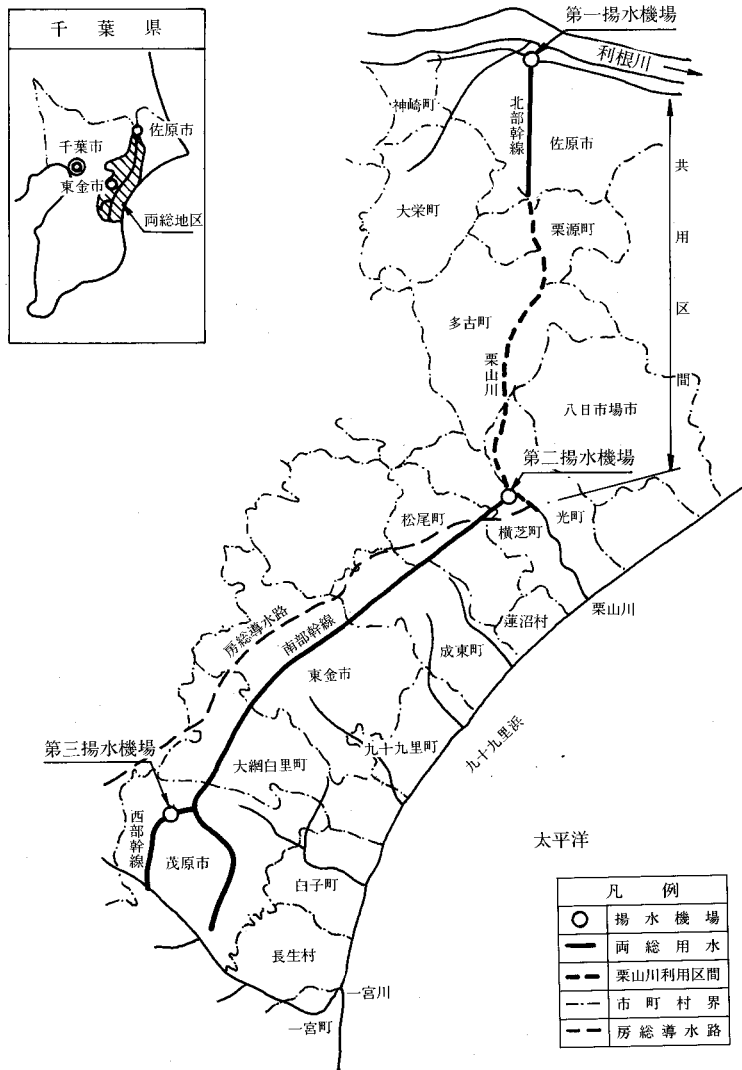 千葉県
佐原市
千葉市
東金市
両総地区
第一揚水機場
利根川
神崎町
北部幹線
佐原市
共用区間
大栄町
栗源町
多古町
栗山川
八日市場市
第二揚水機場
松尾町
横芝町
光町
栗山川
蓮沼村
房総導水路
南部幹線
成東町
東金市
九十九里町
九十九里浜
第三揚水機場
大網白里町
西部幹線
茂原市
太平洋
白子町
長生村
一宮川
一宮町
凡例
揚水機場
両総用水
栗山川利用区間
市町村界
房総導水路